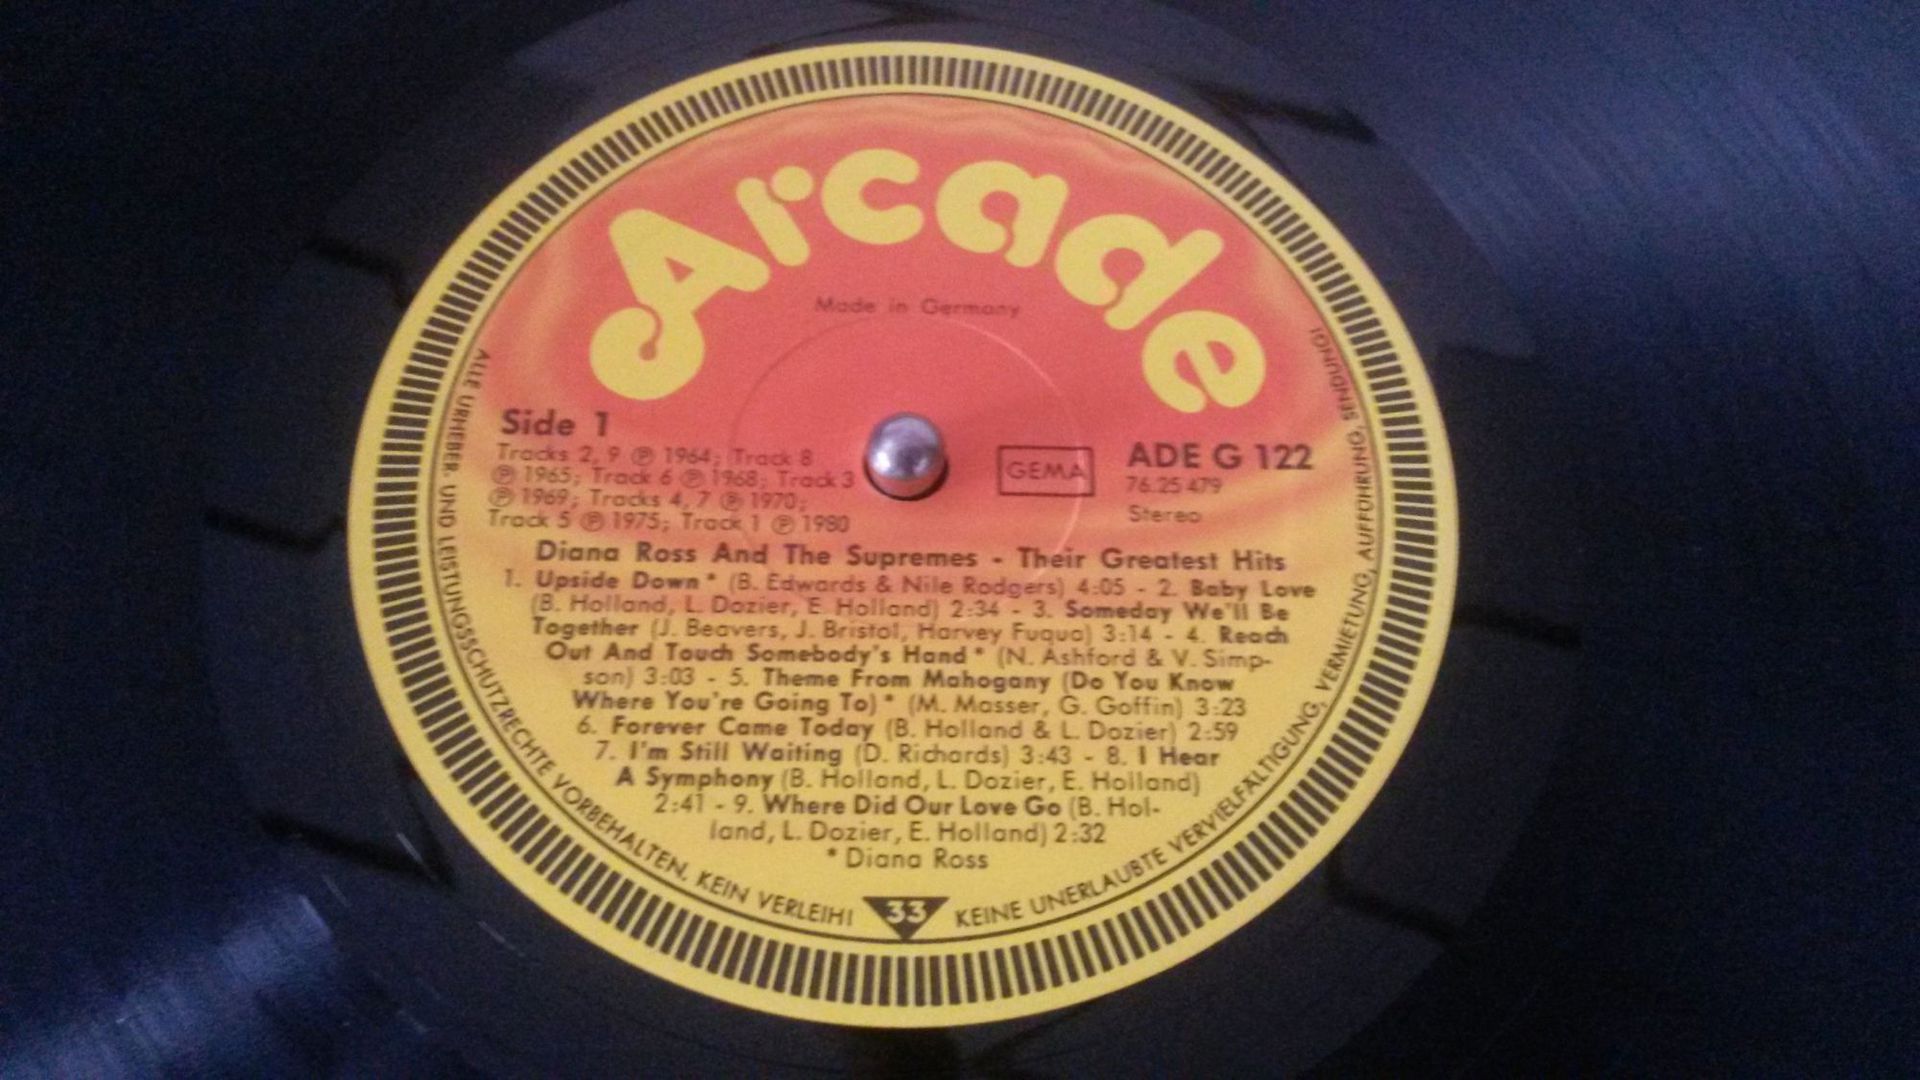 Arcade
Made in Germany
Side 1
Tracks 2, 9 ℗ 1964; Track 8
℗ 1965; Track 6 ℗ 1968; Track 3
℗ 1969; Tracks 4, 7 ℗ 1970;
Track 5 ℗ 1975; Track 1 ℗ 1980
GEMA
ADE G 122
76.25 479
Stereo
Diana Ross And The Supremes - Their Greatest Hits
1. Upside Down* (B. Edwards & Nile Rodgers) 4:05 - 2. Baby Love
(B. Holland, L. Dozier, E. Holland) 2:34 - 3. Someday We'll Be
Together (J. Beavers, J. Bristol, Harvey Fuqua) 3:14 - 4. Reach
Out And Touch Somebody's Hand* (N. Ashford & V. Simp-
son) 3:03 - 5. Theme From Mahogany (Do You Know
Where You're Going To)* (M. Masser, G. Goffin) 3:23
6. Forever Came Today (B. Holland & L. Dozier) 2:59
7. I'm Still Waiting (D. Richards) 3:43 - 8. I Hear
A Symphony (B. Holland, L. Dozier, E. Holland)
2:41 - 9. Where Did Our Love Go (B. Hol-
land, L. Dozier, E. Holland) 2:32
* Diana Ross
33
ALLE URHEBER- UND LEISTUNGSSCHUTZRECHTE VORBEHALTEN. KEIN VERLEIH! KEINE UNERLAUBTE VERVIELFÄLTIGUNG, VERMIETUNG, AUFFÜHRUNG, SENDUNG!